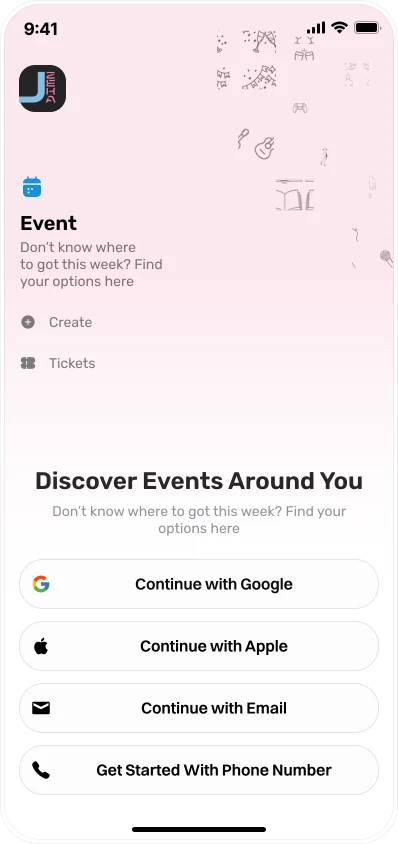 9:41
J
ZEHA
Event
Don’t know where
to got this week? Find
your options here
Create
Tickets
Discover Events Around You
Don’t know where to got this week? Find your
options here
Continue with Google
Continue with Apple
Continue with Email
Get Started With Phone Number